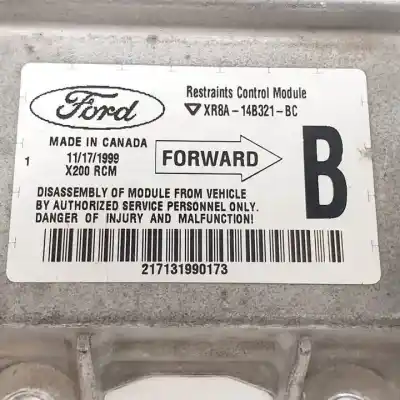 Ford
Restraints Control Module
XR8A-14B321-BC
MADE IN CANADA
11/17/1999
X200 RCM
1
FORWARD
B
DISASSEMBLY OF MODULE FROM VEHICLE
BY AUTHORIZED SERVICE PERSONNEL ONLY.
DANGER OF INJURY AND MALFUNCTION!
217131990173